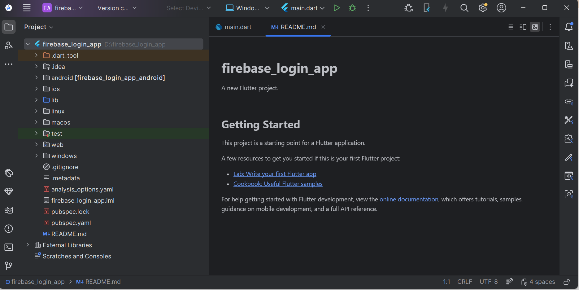 FA fireba... Version c... Select Devi... Windo... main.dart
Project
main.dart
README.md
firebase_login_app D:\firebase_login_app
.dart_tool
.idea
android [firebase_login_app_android]
ios
lib
linux
macos
test
web
windows
.gitignore
.metadata
analysis_options.yaml
firebase_login_app.iml
pubspec.lock
pubspec.yaml
README.md
External Libraries
Scratches and Consoles
firebase_login_app
A new Flutter project.
Getting Started
This project is a starting point for a Flutter application.
A few resources to get you started if this is your first Flutter project:
Lab: Write your first Flutter app
Cookbook: Useful Flutter samples
For help getting started with Flutter development, view the online documentation, which offers tutorials, samples,
guidance on mobile development, and a full API reference.
firebase_login_app > README.md 1:1 CRLF UTF-8 4 spaces